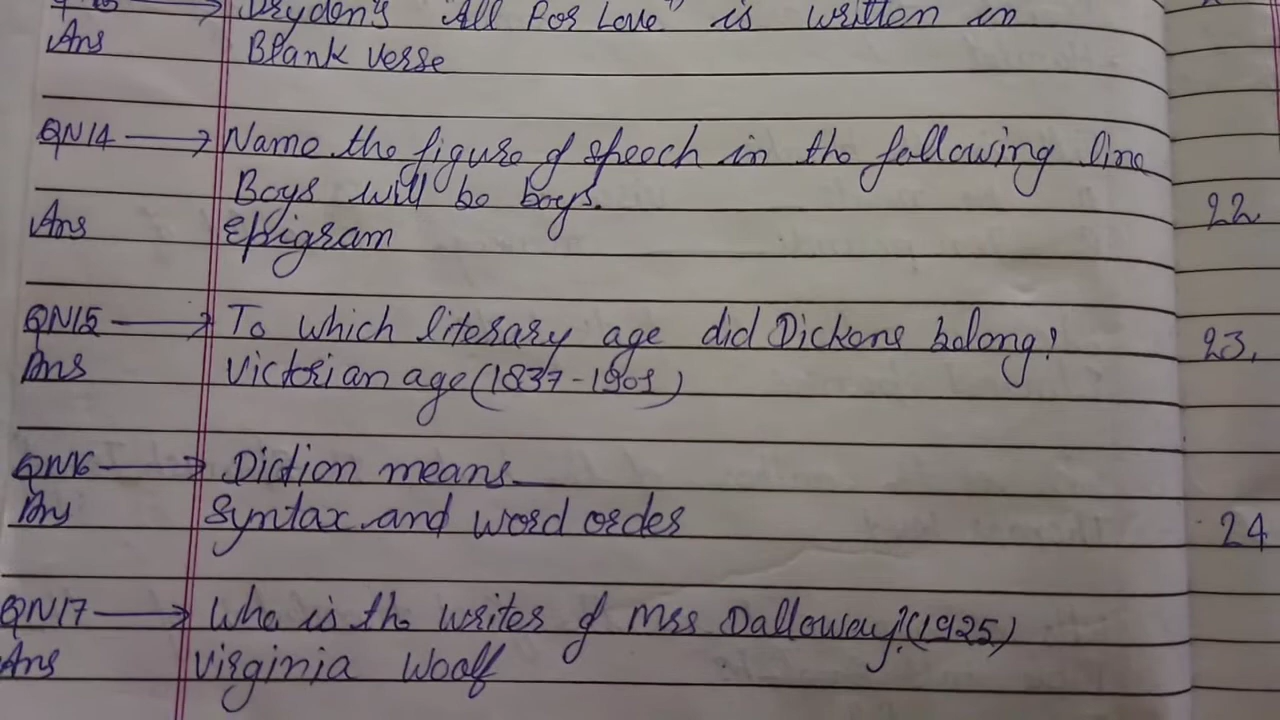 Dryden's "All For Love" is written in
Ans Blank verse
QN14 → Name the figure of speech in the following line
Boys will be boys.
22
Ans Epigram
QN15 → To which literary age did Dickens belong?
23.
Ans Victorian age (1837-1901)
QN16 → Diction means
Ans Syntax and word order
24
QN17 → Who is the writer of Mrs Dalloway? (1925)
Ans Virginia Woolf